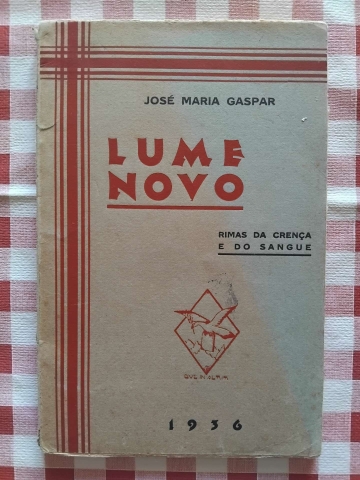 JOSÉ MARIA GASPAR
LUME
NOVO
RIMAS DA CRENÇA
E DO SANGUE
1936